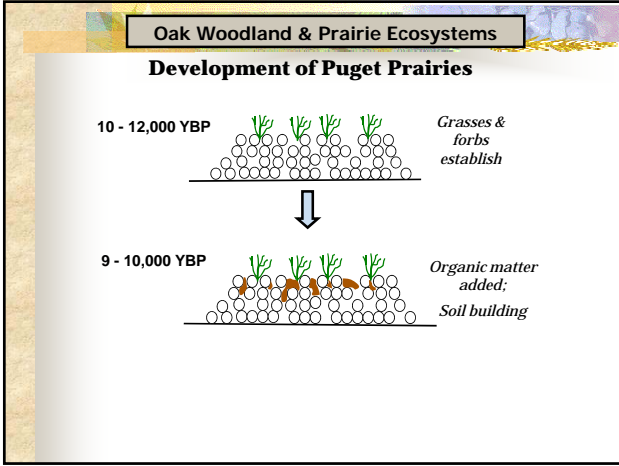 Oak Woodland & Prairie Ecosystems
Development of Puget Prairies
10 - 12,000 YBP
Grasses &
forbs
establish
9 - 10,000 YBP
Organic matter
added;
Soil building